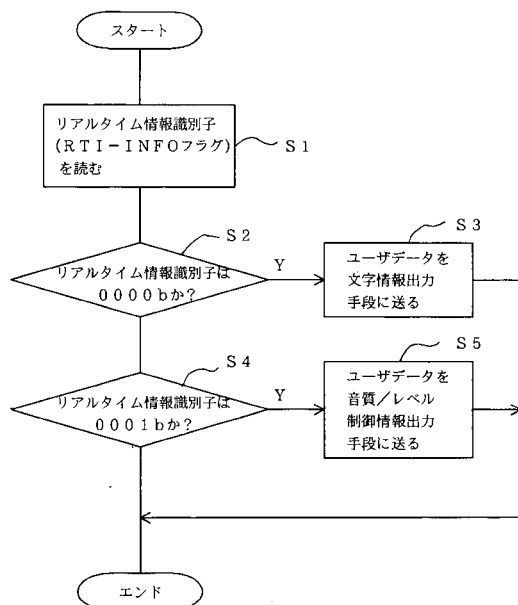 スタート
リアルタイム情報識別子
(RTI-INFOフラグ)
を読む
S1
S2
リアルタイム情報識別子は
0000bか?
Y
S3
ユーザデータを
文字情報出力
手段に送る
S4
リアルタイム情報識別子は
0001bか?
Y
S5
ユーザデータを
音質/レベル
制御情報出力
手段に送る
エンド